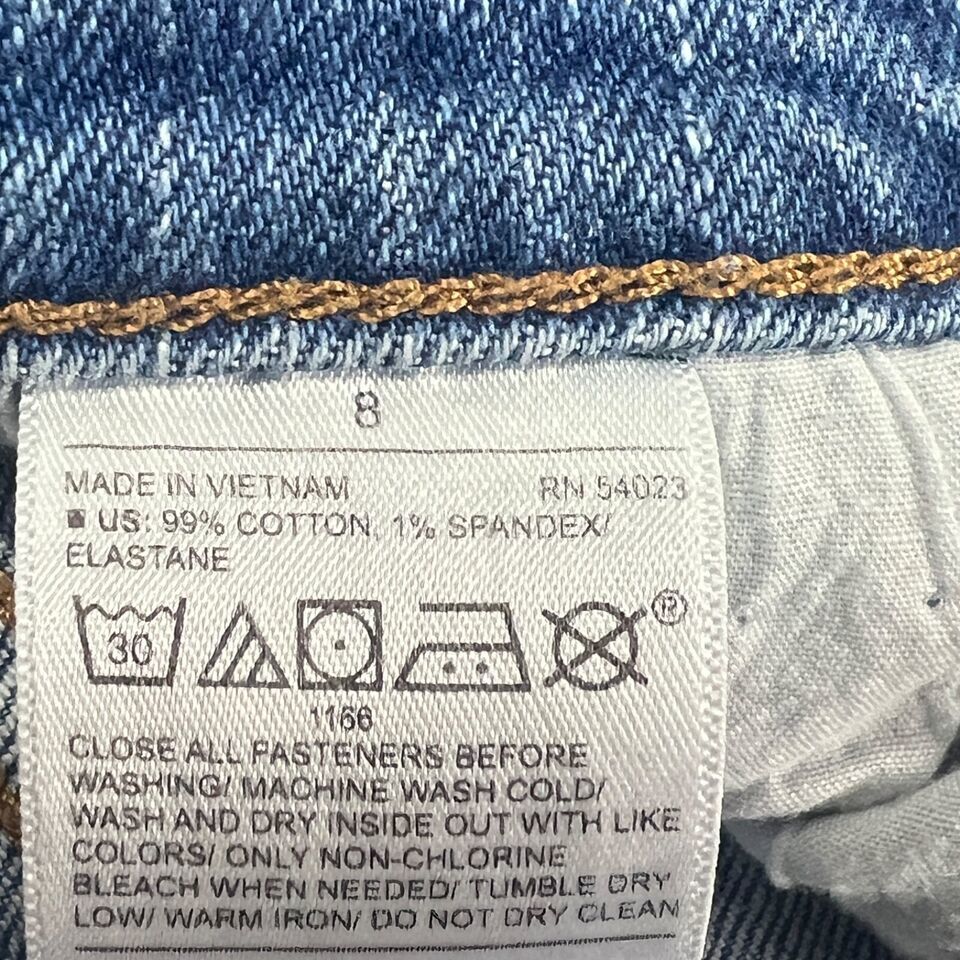 8
MADE IN VIETNAM RN 54023
US: 99% COTTON, 1% SPANDEX/
ELASTANE
30
®
1166
CLOSE ALL FASTENERS BEFORE
WASHING/ MACHINE WASH COLD/
WASH AND DRY INSIDE OUT WITH LIKE
COLORS/ ONLY NON-CHLORINE
BLEACH WHEN NEEDED/ TUMBLE DRY
LOW/ WARM IRON/ DO NOT DRY CLEAN